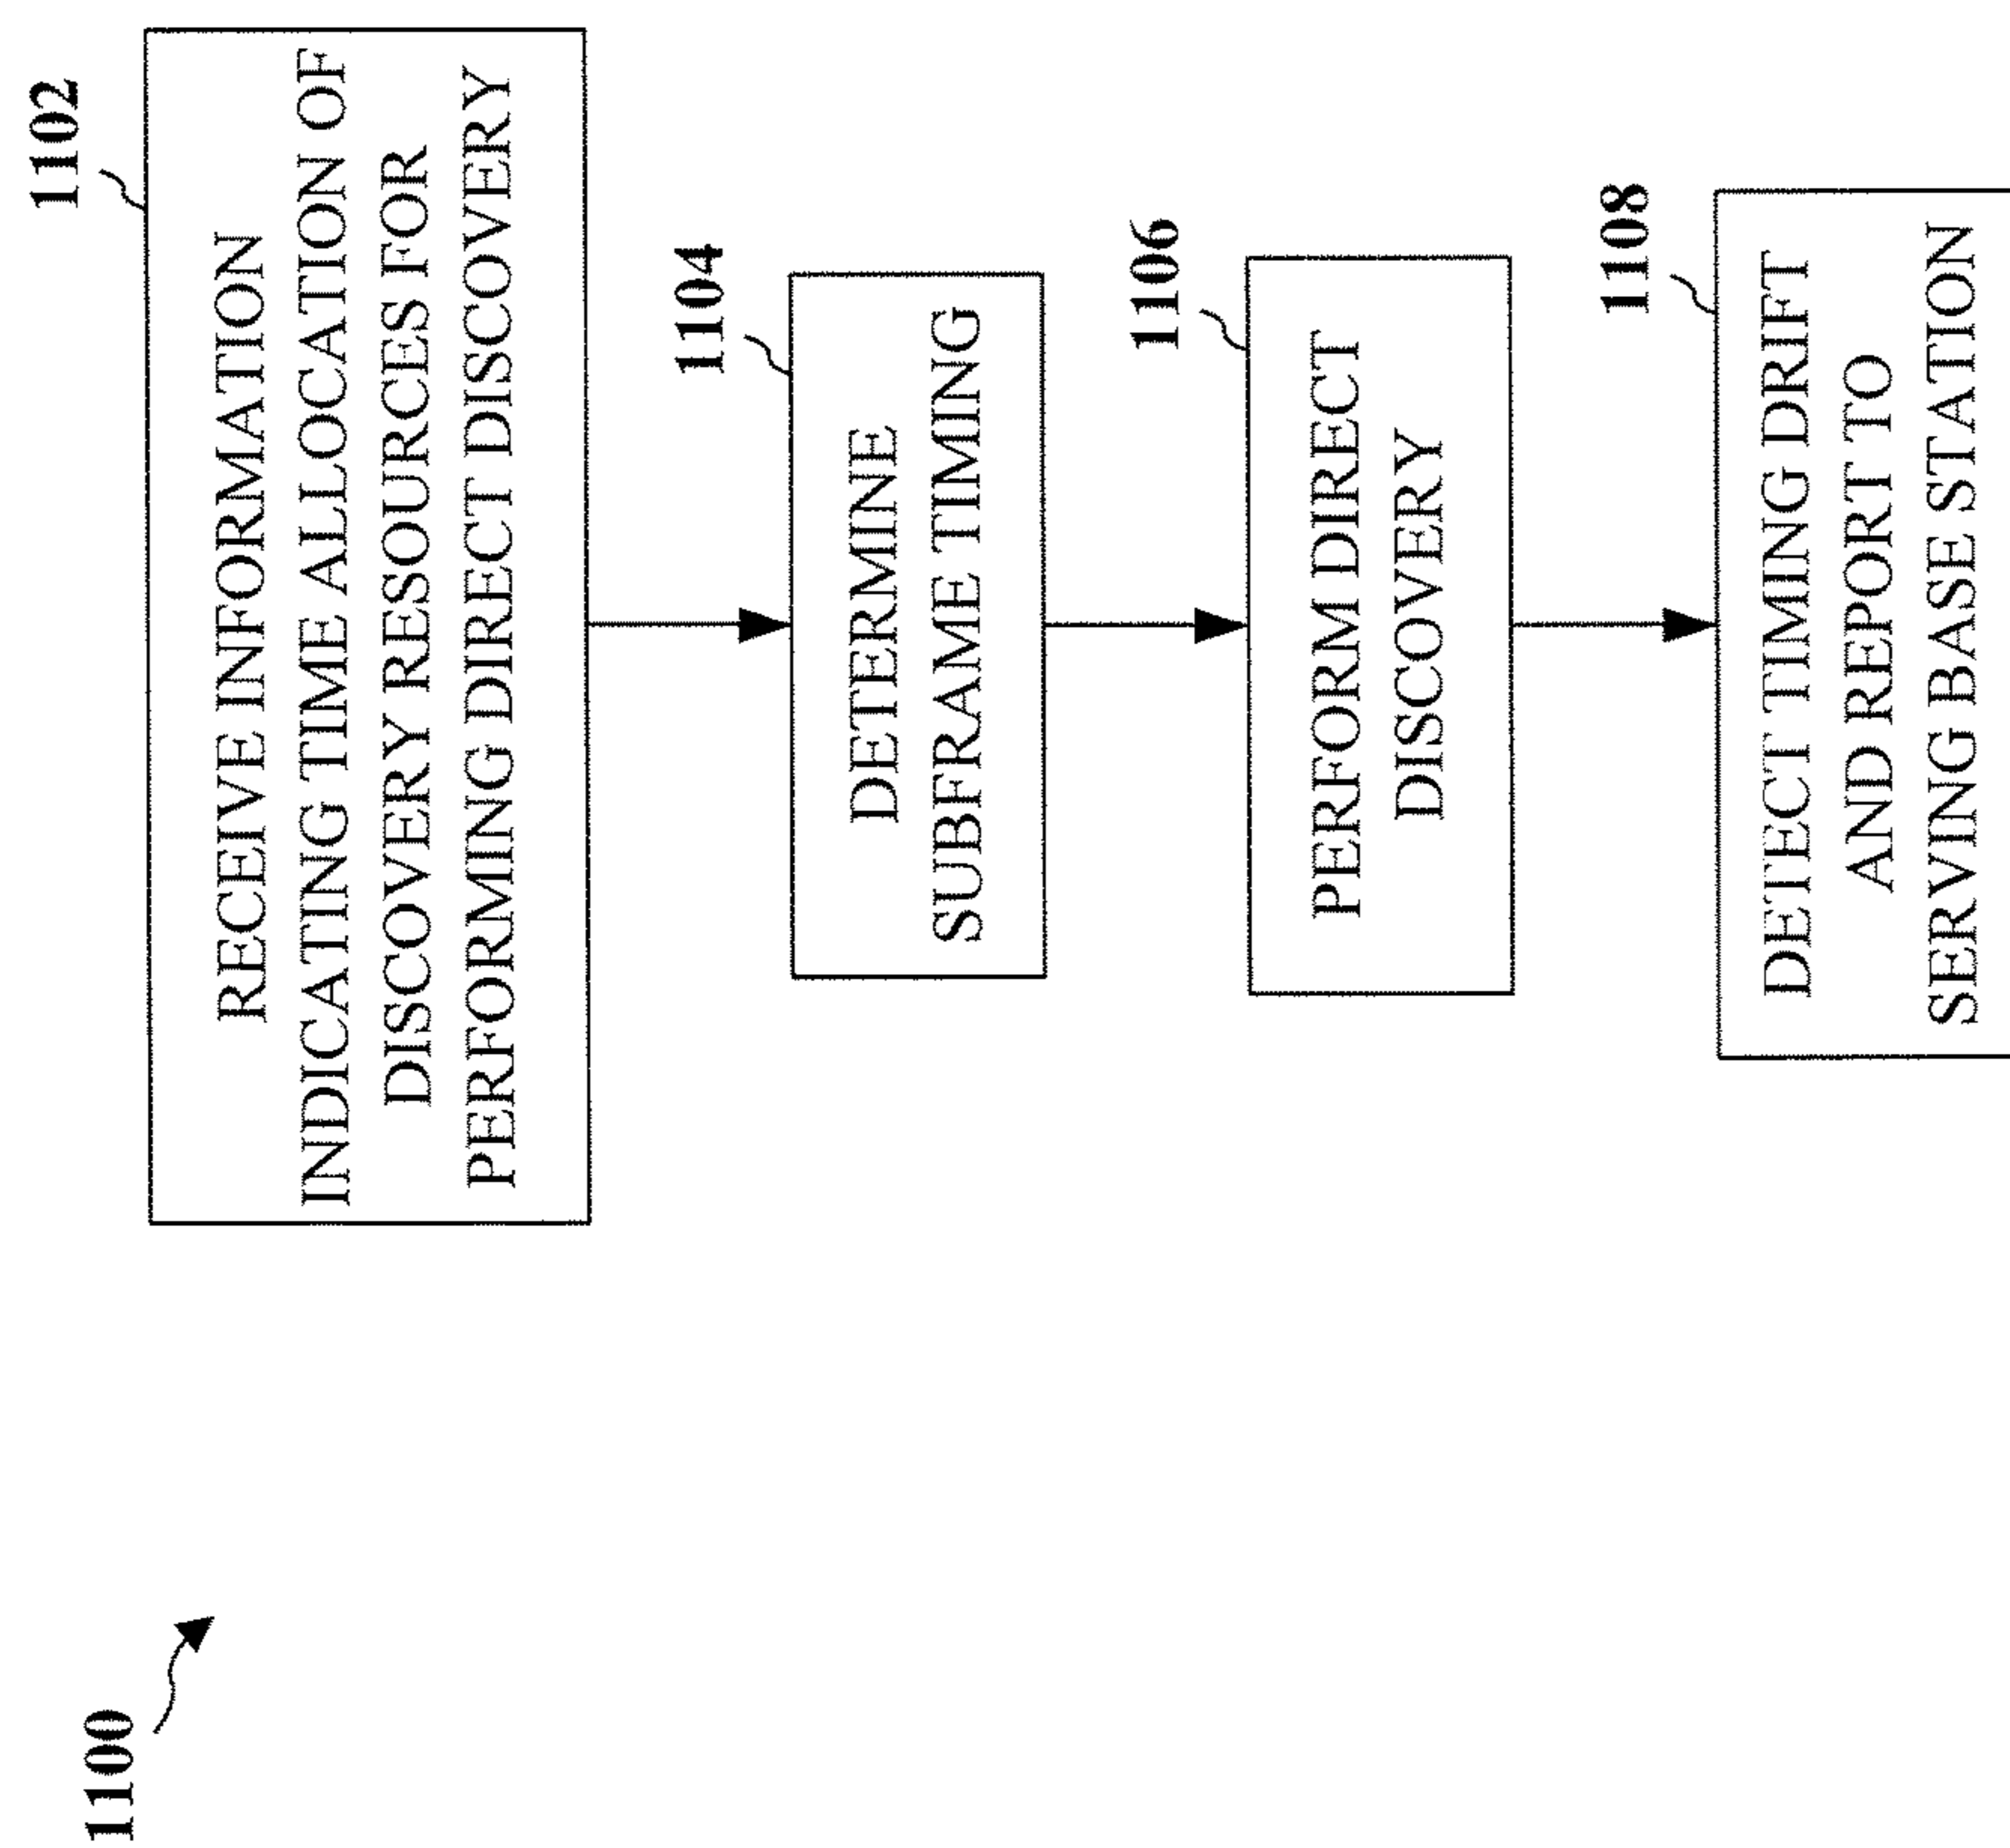 1100
1102
RECEIVE INFORMATION
INDICATING TIME ALLOCATION OF
DISCOVERY RESOURCES FOR
PERFORMING DIRECT DISCOVERY
1104
DETERMINE
SUBFRAME TIMING
1106
PERFORM DIRECT
DISCOVERY
1108
DETECT TIMING DRIFT
AND REPORT TO
SERVING BASE STATION